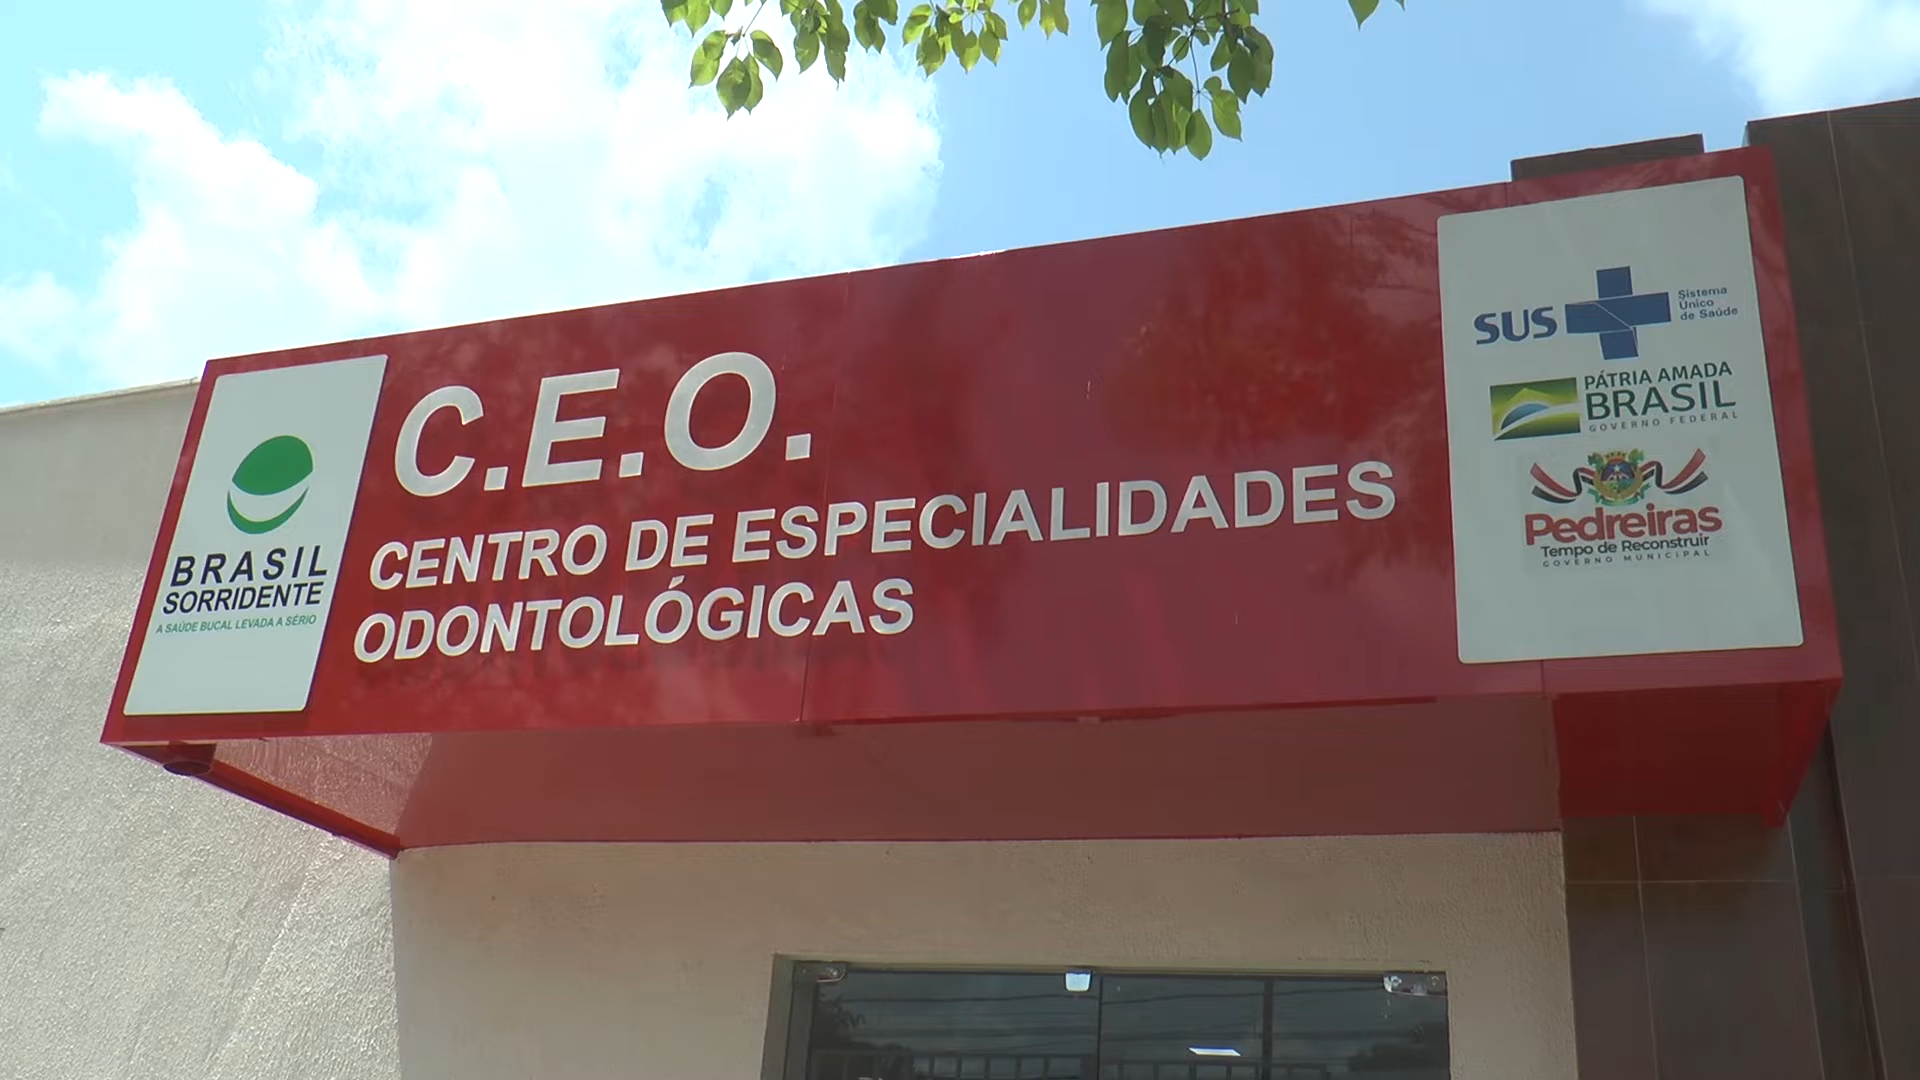 C.E.O.
CENTRO DE ESPECIALIDADES
ODONTOLÓGICAS
BRASIL
SORRIDENTE
A SAÚDE BUCAL LEVADA A SÉRIO
SUS
Sistema
Único
de Saúde
PÁTRIA AMADA
BRASIL
GOVERNO FEDERAL
Pedreiras
Tempo de Reconstruir
GOVERNO MUNICIPAL